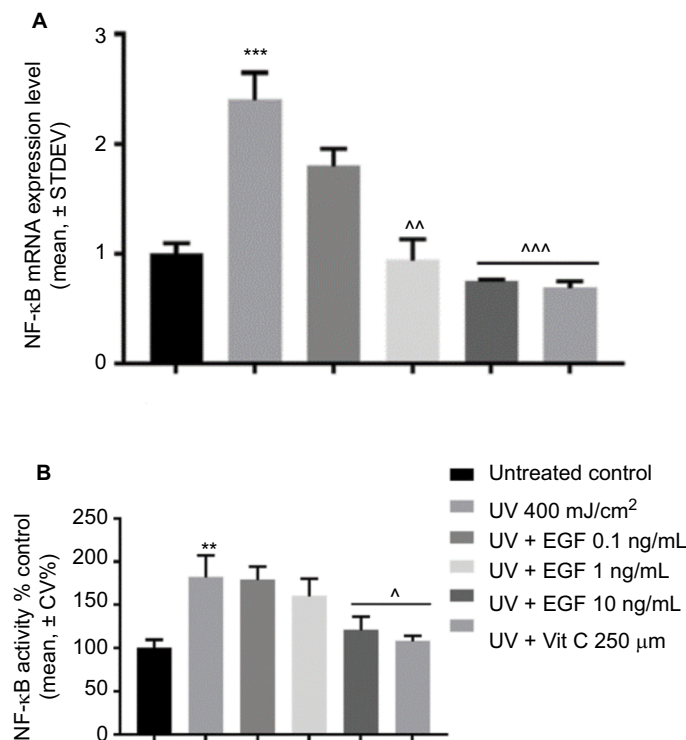 A
3
***
2
^^
^^^
1
0
NF-κB mRNA expression level
(mean, ± STDEV)
B
Untreated control
UV 400 mJ/cm²
UV + EGF 0.1 ng/mL
UV + EGF 1 ng/mL
UV + EGF 10 ng/mL
UV + Vit C 250 μm
250
200
**
150
^
100
50
0
NF-κB activity % control
(mean, ± CV%)